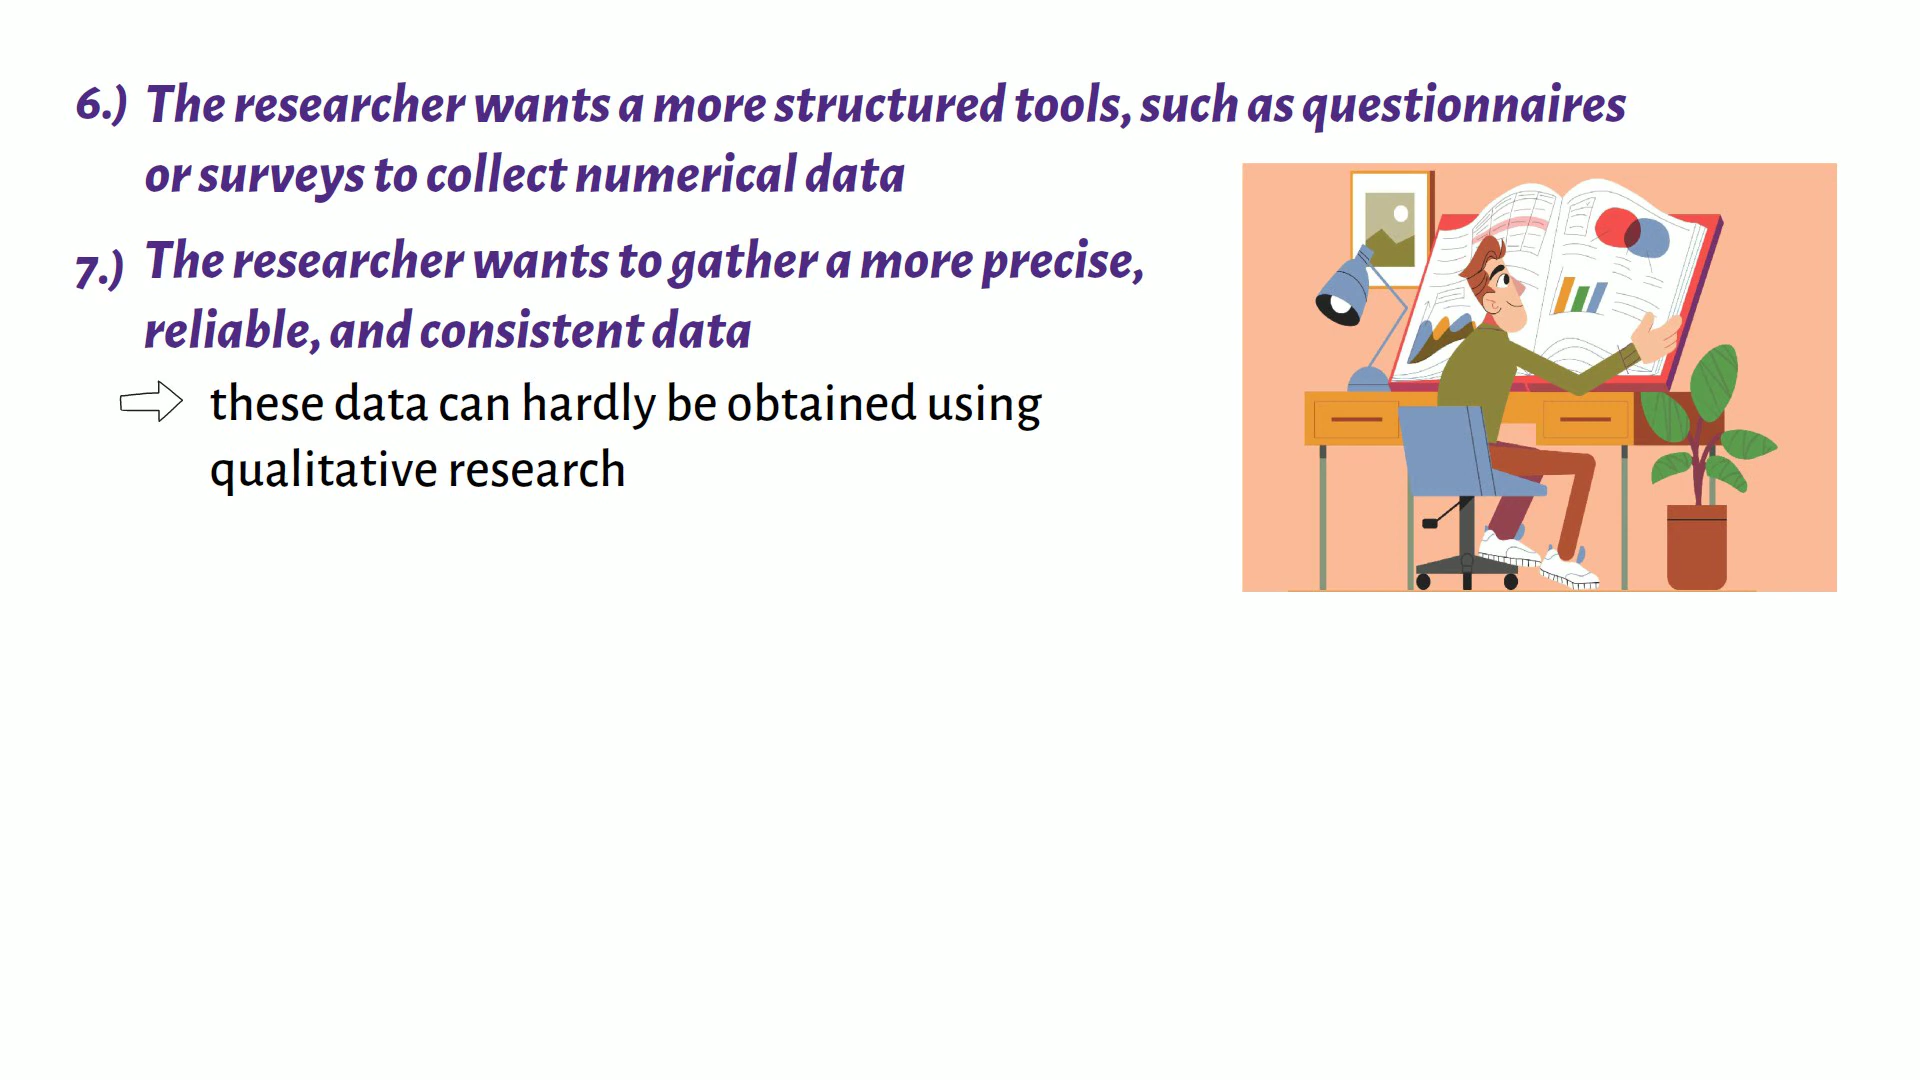 6.) The researcher wants a more structured tools, such as questionnaires
or surveys to collect numerical data
7.) The researcher wants to gather a more precise,
reliable, and consistent data
these data can hardly be obtained using
qualitative research